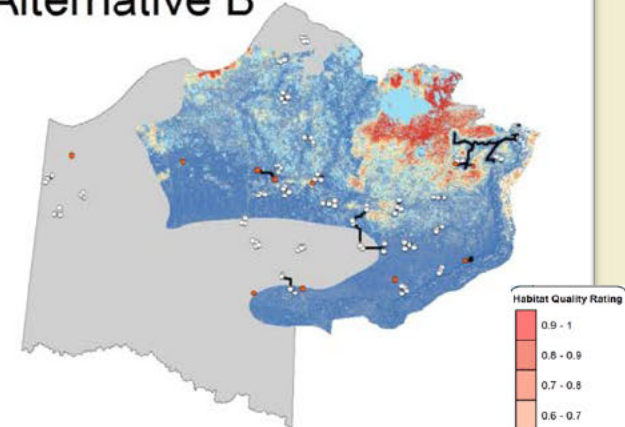 Alternative B
Habitat Quality Rating
0.9 - 1
0.8 - 0.9
0.7 - 0.8
0.6 - 0.7